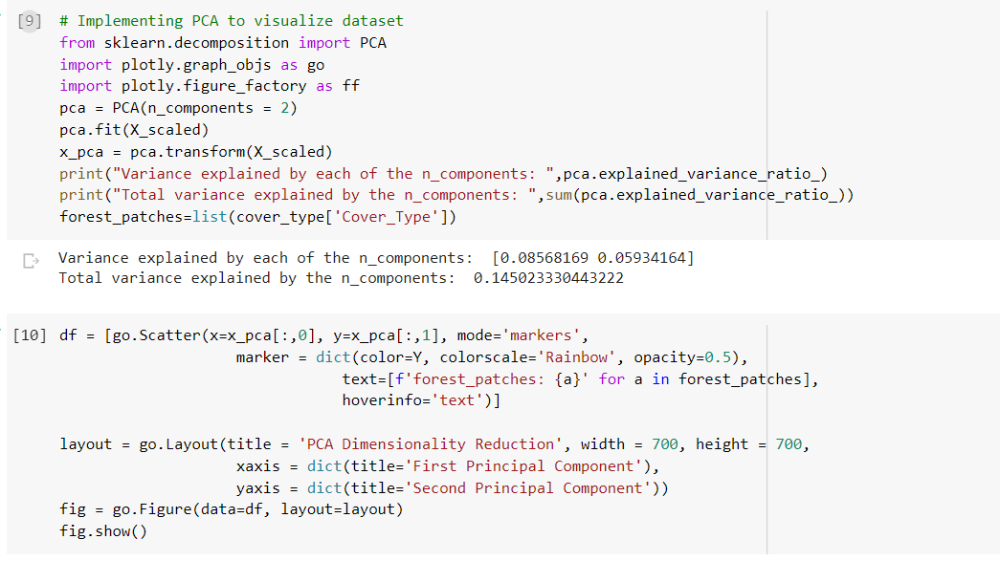 [9] # Implementing PCA to visualize dataset
from sklearn.decomposition import PCA
import plotly.graph_objs as go
import plotly.figure_factory as ff
pca = PCA(n_components = 2)
pca.fit(X_scaled)
x_pca = pca.transform(X_scaled)
print("Variance explained by each of the n_components: ",pca.explained_variance_ratio_)
print("Total variance explained by the n_components: ",sum(pca.explained_variance_ratio_))
forest_patches=list(cover_type['Cover_Type'])
Variance explained by each of the n_components:  [0.08568169 0.05934164]
Total variance explained by the n_components:  0.145023330443222
[10] df = [go.Scatter(x=x_pca[:,0], y=x_pca[:,1], mode='markers',
marker = dict(color=Y, colorscale='Rainbow', opacity=0.5),
text=[f'forest_patches: {a}' for a in forest_patches],
hoverinfo='text')]
layout = go.Layout(title = 'PCA Dimensionality Reduction', width = 700, height = 700,
xaxis = dict(title='First Principal Component'),
yaxis = dict(title='Second Principal Component'))
fig = go.Figure(data=df, layout=layout)
fig.show()